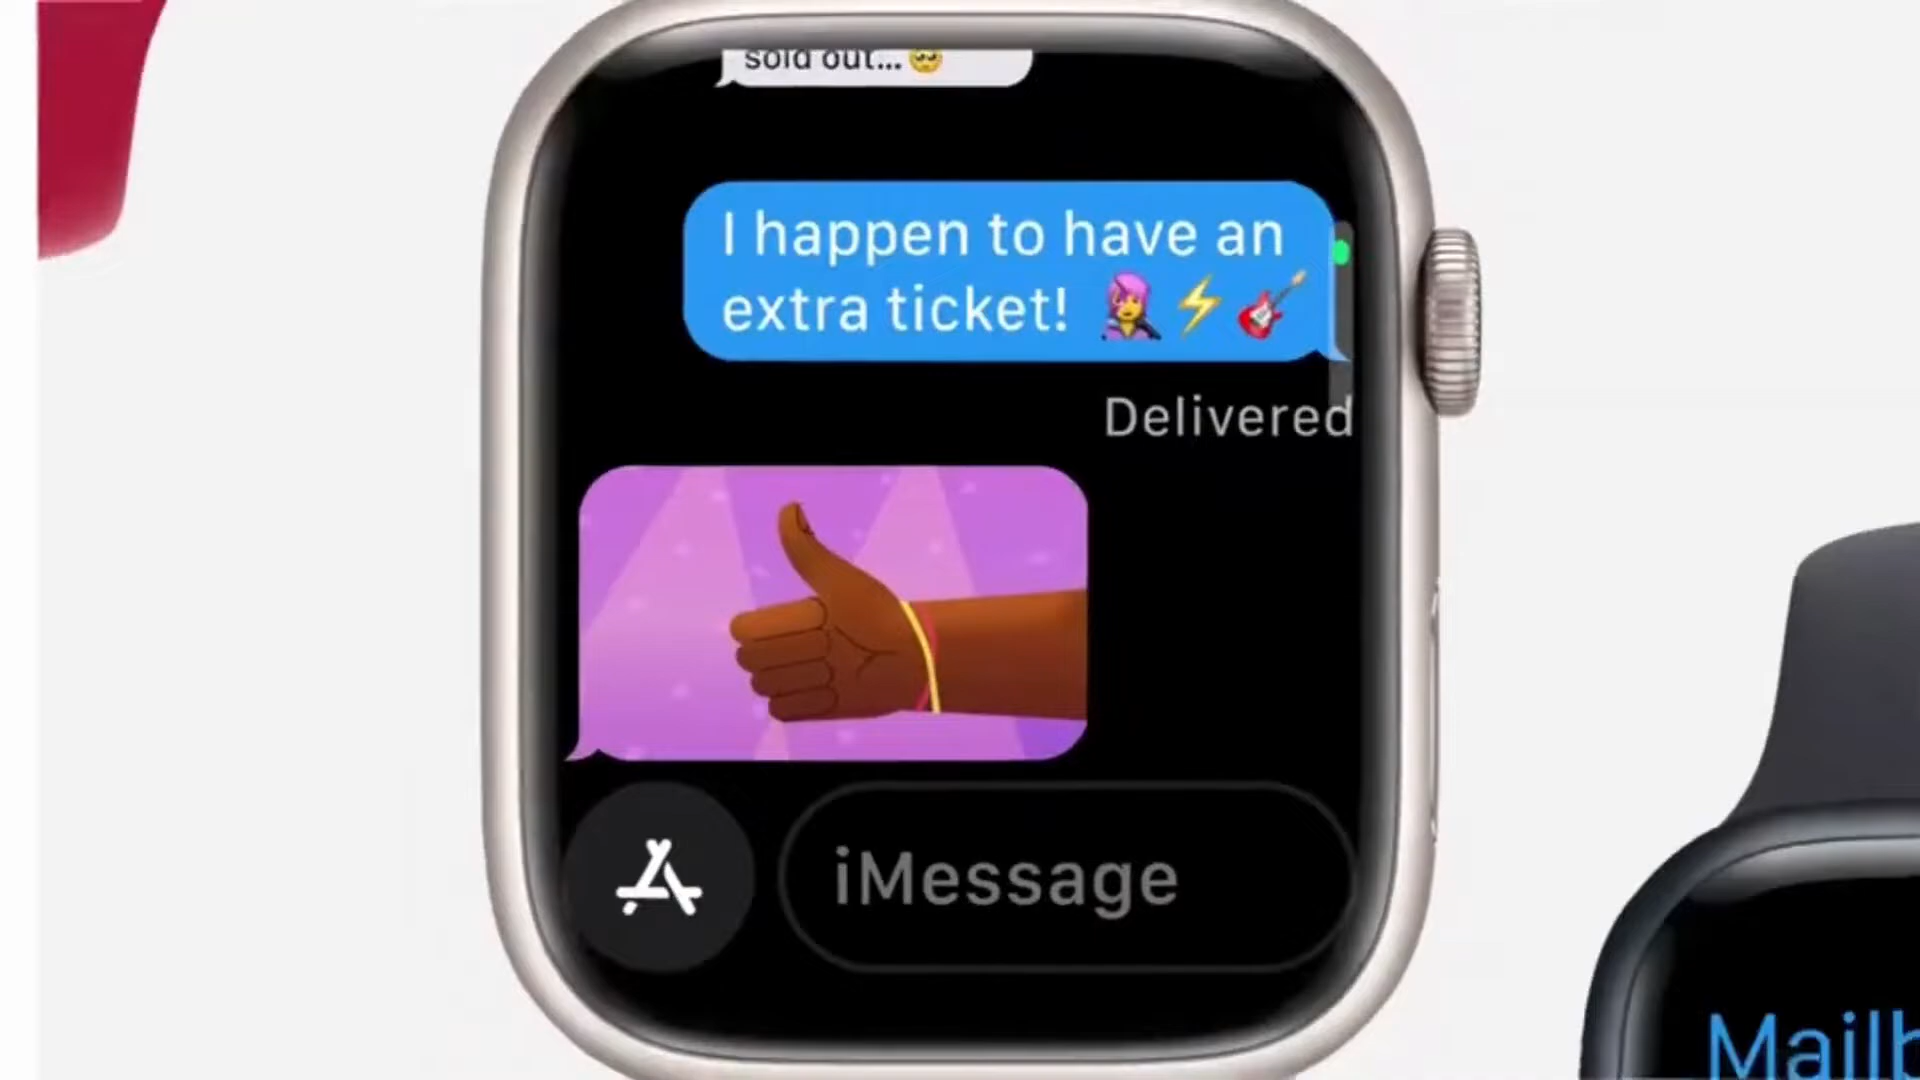 sold out... 🥺
I happen to have an
extra ticket! 👩‍🎤⚡🎸
Delivered
iMessage
Mailb